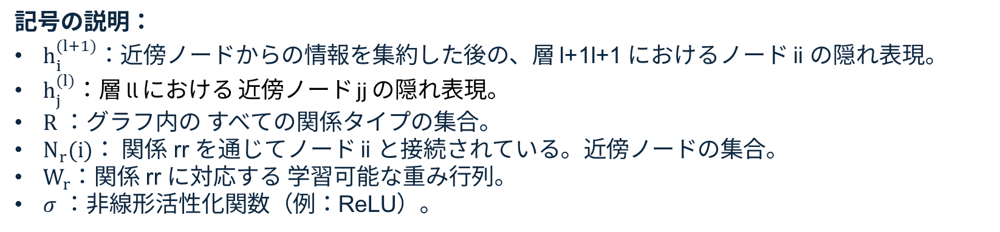 記号の説明：
• h_i^(l+1)：近傍ノードからの情報を集約した後の、層 l+1l+1 におけるノード ii の隠れ表現。
• h_j^(l)：層 ll における 近傍ノード jj の隠れ表現。
• R ：グラフ内の すべての関係タイプの集合。
• N_r(i)： 関係 rr を通じてノード ii と接続されている。近傍ノードの集合。
• W_r：関係 rr に対応する 学習可能な重み行列。
• σ ：非線形活性化関数（例：ReLU）。